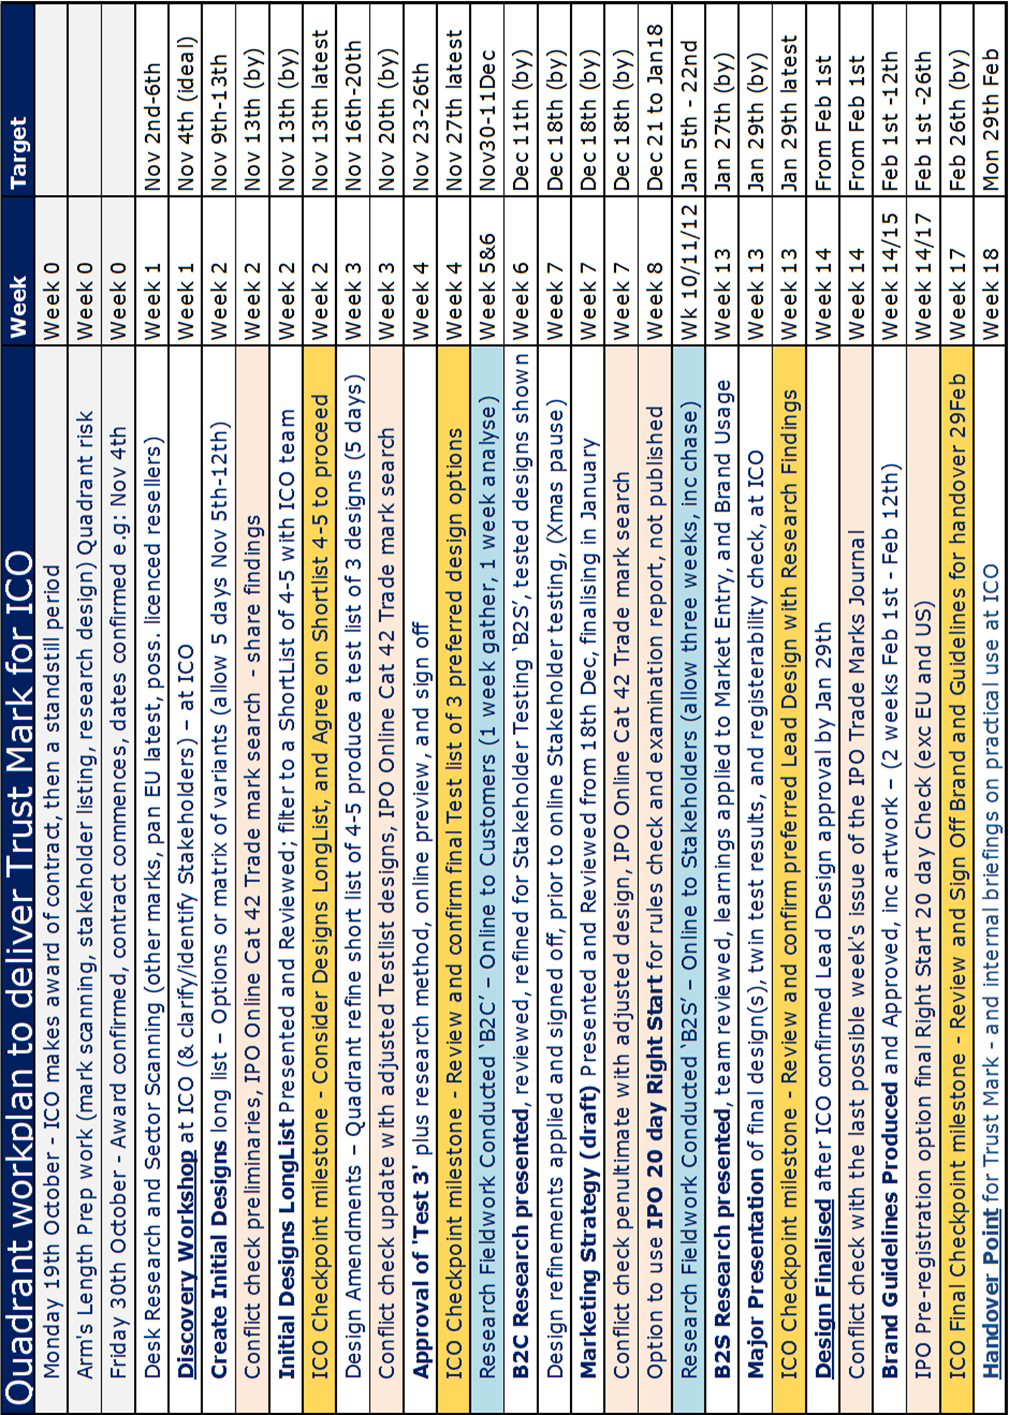 Quadrant workplan to deliver Trust Mark for ICO Week Target
Monday 19th October - ICO makes award of contract, then a standstill period Week 0
Arm's Length Prep work (mark scanning, stakeholder listing, research design) Quadrant risk Week 0
Friday 30th October - Award confirmed, contract commences, dates confirmed e.g: Nov 4th Week 0
Desk Research and Sector Scanning (other marks, pan EU latest, poss. licenced resellers) Week 1 Nov 2nd-6th
Discovery Workshop at ICO (& clarify/identify Stakeholders) – at ICO Week 1 Nov 4th (ideal)
Create Initial Designs long list – Options or matrix of variants (allow 5 days Nov 5th-12th) Week 2 Nov 9th-13th
Conflict check preliminaries, IPO Online Cat 42 Trade mark search - share findings Week 2 Nov 13th (by)
Initial Designs LongList Presented and Reviewed; filter to a ShortList of 4-5 with ICO team Week 2 Nov 13th (by)
ICO Checkpoint milestone - Consider Designs LongList, and Agree on Shortlist 4-5 to proceed Week 2 Nov 13th latest
Design Amendments – Quadrant refine short list of 4-5 produce a test list of 3 designs (5 days) Week 3 Nov 16th-20th
Conflict check update with adjusted Testlist designs, IPO Online Cat 42 Trade mark search Week 3 Nov 20th (by)
Approval of 'Test 3' plus research method, online preview, and sign off Week 4 Nov 23-26th
ICO Checkpoint milestone - Review and confirm final Test list of 3 preferred design options Week 4 Nov 27th latest
Research Fieldwork Conducted 'B2C' – Online to Customers (1 week gather, 1 week analyse) Week 5&6 Nov30-11Dec
B2C Research presented, reviewed, refined for Stakeholder Testing 'B2S', tested designs shown Week 6 Dec 11th (by)
Design refinements applied and signed off, prior to online Stakeholder testing, (Xmas pause) Week 7 Dec 18th (by)
Marketing Strategy (draft) Presented and Reviewed from 18th Dec, finalising in January Week 7 Dec 18th (by)
Conflict check penultimate with adjusted design, IPO Online Cat 42 Trade mark search Week 7 Dec 18th (by)
Option to use IPO 20 day Right Start for rules check and examination report, not published Week 8 Dec 21 to Jan18
Research Fieldwork Conducted 'B2S' – Online to Stakeholders (allow three weeks, inc chase) Wk 10/11/12 Jan 5th - 22nd
B2S Research presented, team reviewed, learnings applied to Market Entry, and Brand Usage Week 13 Jan 27th (by)
Major Presentation of final design(s), twin test results, and registerability check, at ICO Week 13 Jan 29th (by)
ICO Checkpoint milestone - Review and confirm preferred Lead Design with Research Findings Week 13 Jan 29th latest
Design Finalised after ICO confirmed Lead Design approval by Jan 29th Week 14 From Feb 1st
Conflict check with the last possible week's issue of the IPO Trade Marks Journal Week 14 From Feb 1st
Brand Guidelines Produced and Approved, inc artwork – (2 weeks Feb 1st - Feb 12th) Week 14/15 Feb 1st -12th
IPO Pre-registration option final Right Start 20 day Check (exc EU and US) Week 14/17 Feb 1st -26th
ICO Final Checkpoint milestone - Review and Sign Off Brand and Guidelines for handover 29Feb Week 17 Feb 26th (by)
Handover Point for Trust Mark - and internal briefings on practical use at ICO Week 18 Mon 29th Feb